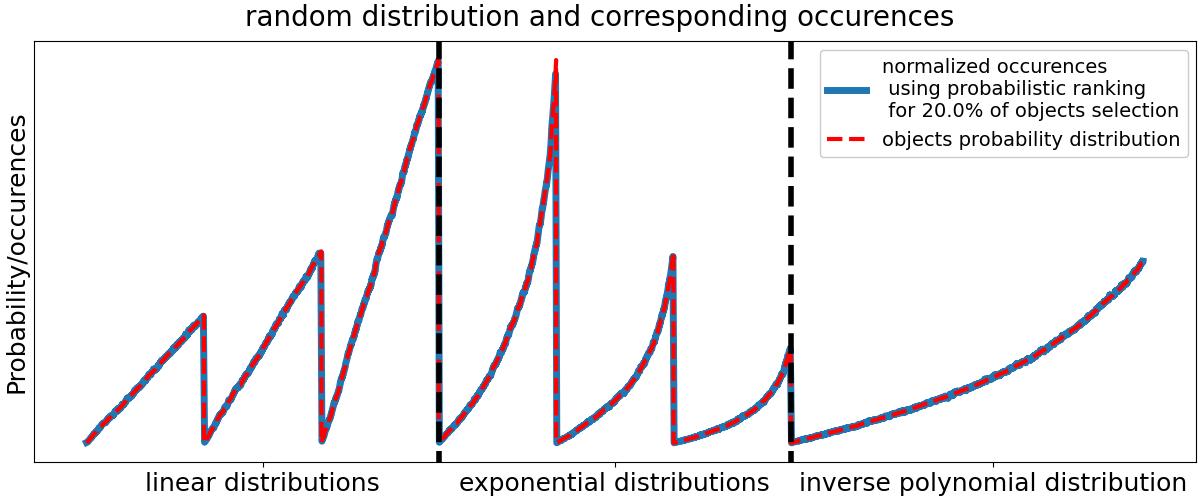 random distribution and corresponding occurences
Probability/occurences
normalized occurences
using probabilistic ranking
for 20.0% of objects selection
objects probability distribution
linear distributions
exponential distributions
inverse polynomial distribution